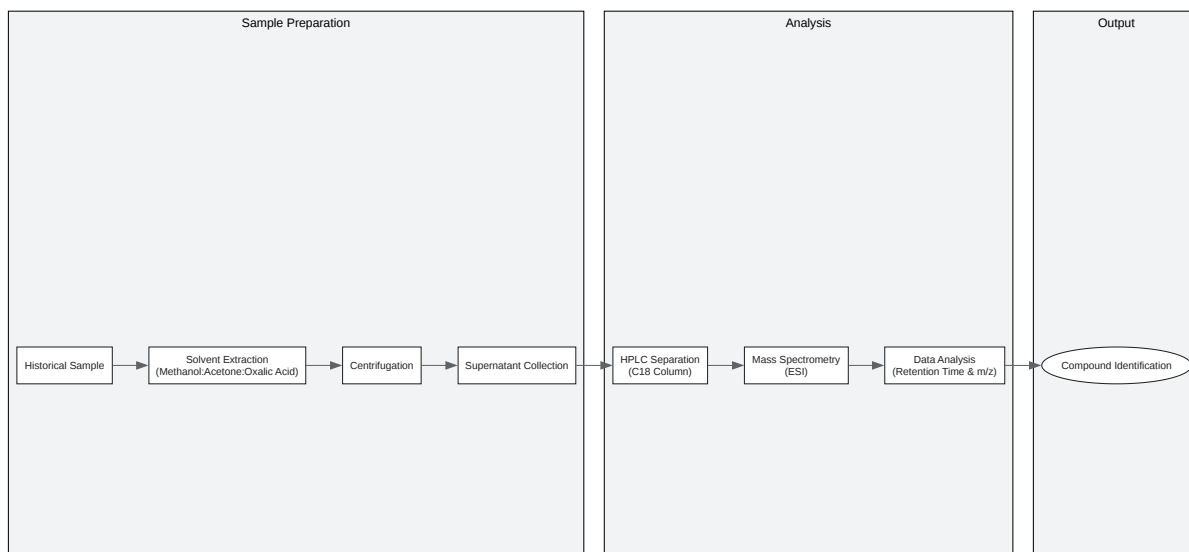 Sample Preparation
Analysis
Output
Historical Sample
Solvent Extraction
(Methanol:Acetone:Oxalic Acid)
Centrifugation
Supernatant Collection
HPLC Separation
(C18 Column)
Mass Spectrometry
(ESI)
Data Analysis
(Retention Time & m/z)
Compound Identification